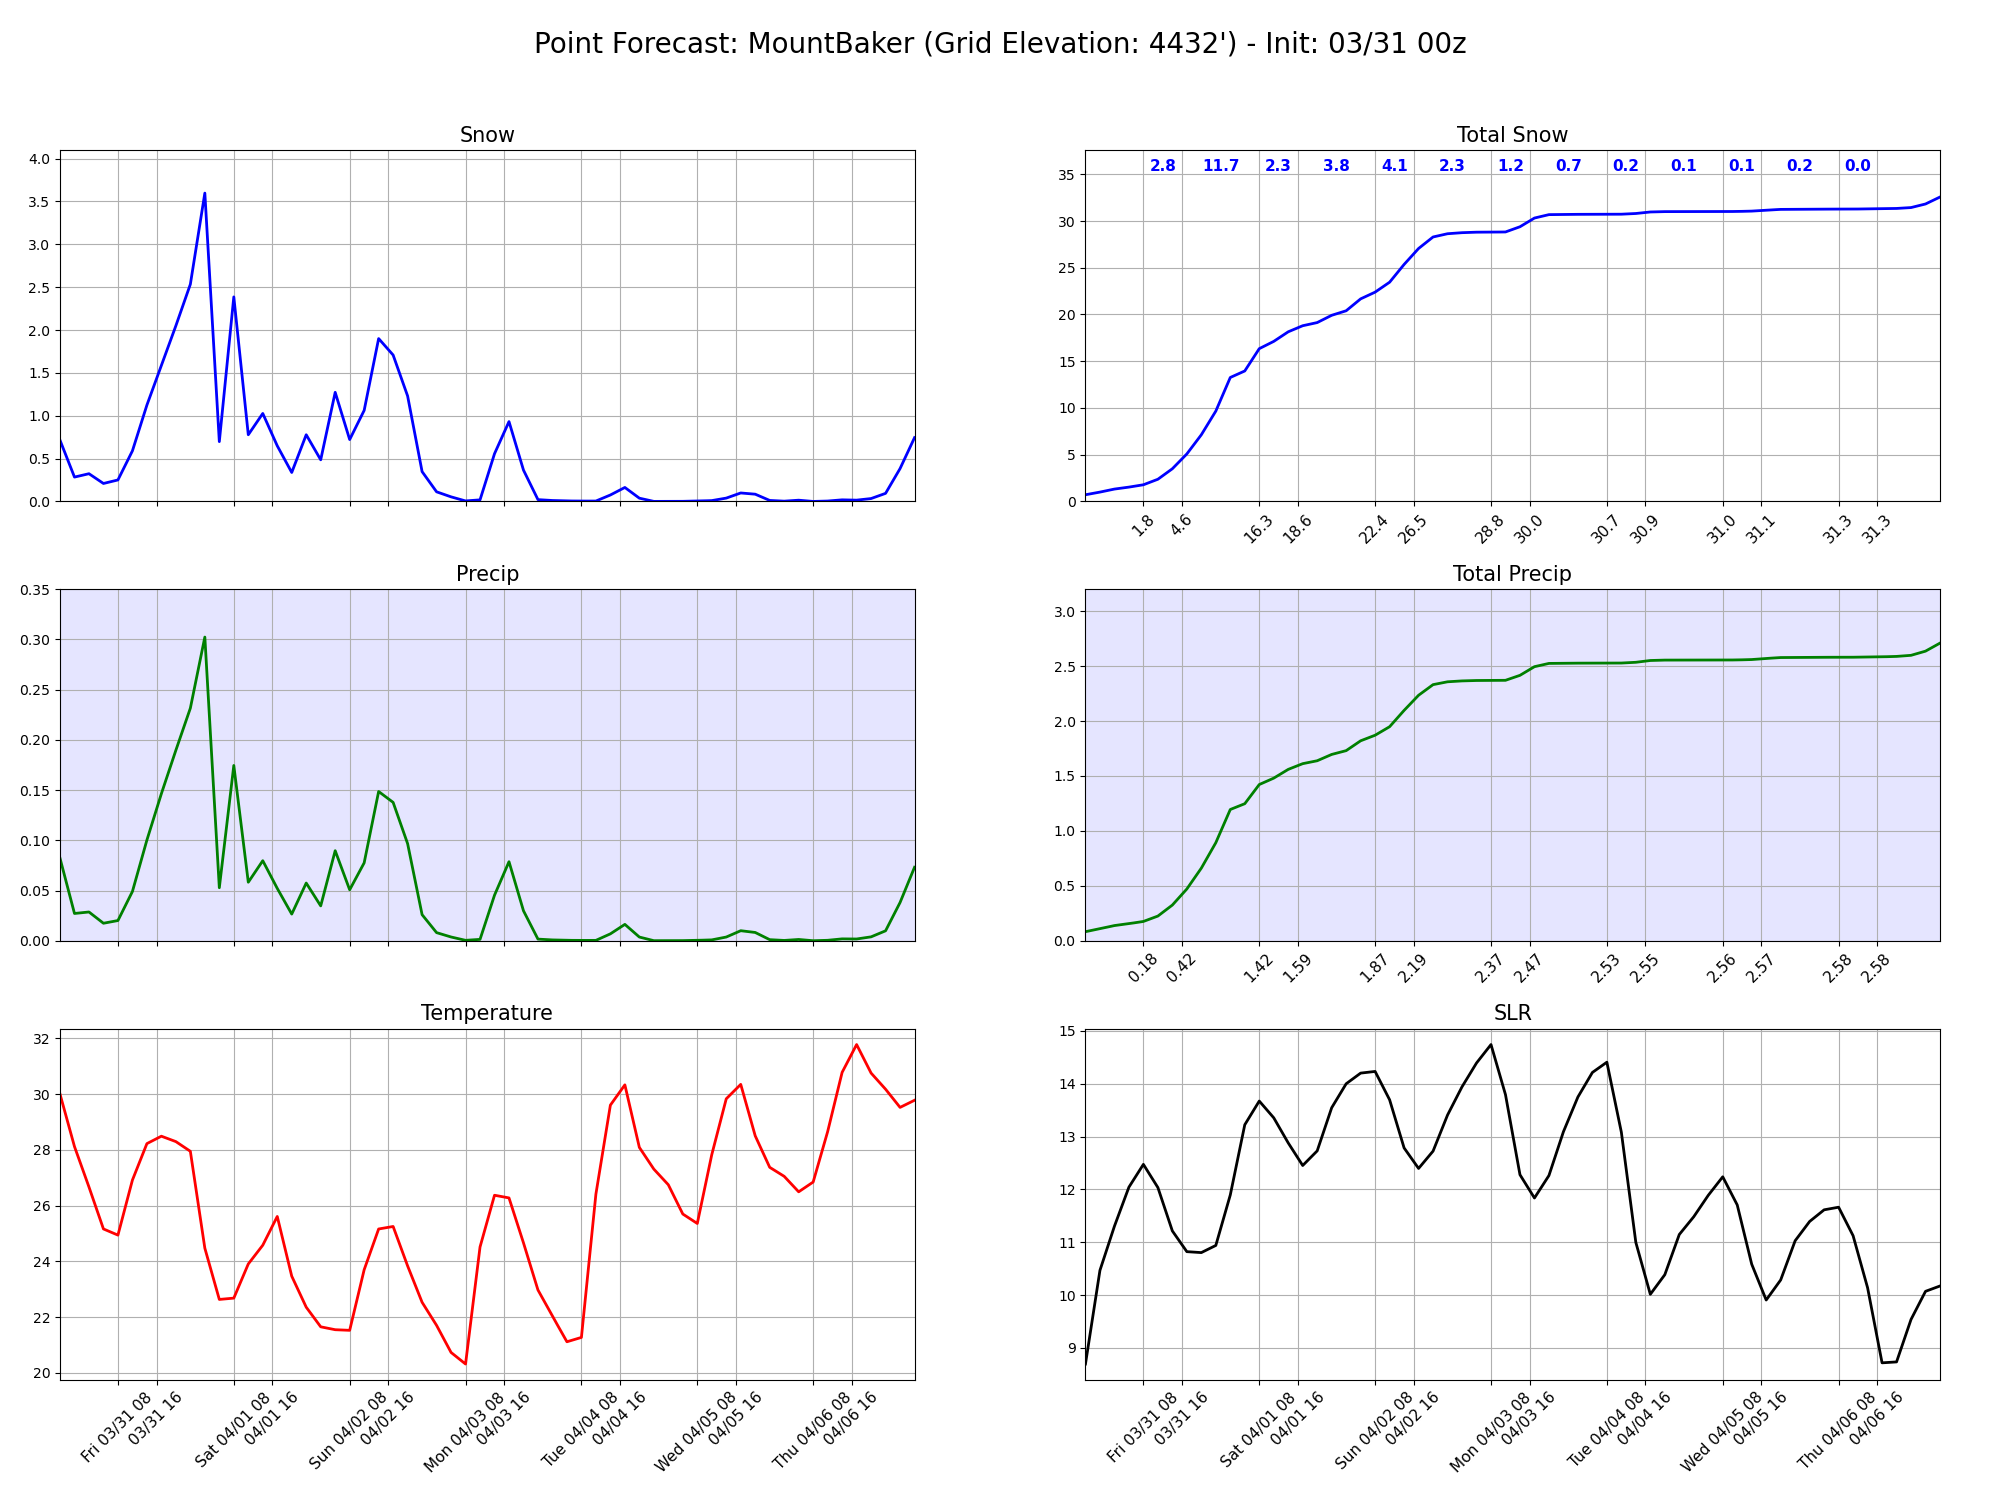 Point Forecast: MountBaker (Grid Elevation: 4432') - Init: 03/31 00z
Snow
4.0
3.5
3.0
2.5
2.0
1.5
1.0
0.5
0.0
Total Snow
2.8 11.7 2.3 3.8 4.1 2.3 1.2 0.7 0.2 0.1 0.1 0.2 0.0
35
30
25
20
15
10
5
0
1.8 4.6 16.3 18.6 22.4 26.5 28.8 30.0 30.7 30.9 31.0 31.1 31.3 31.3
Precip
0.35
0.30
0.25
0.20
0.15
0.10
0.05
0.00
Total Precip
3.0
2.5
2.0
1.5
1.0
0.5
0.0
0.18 0.42 1.42 1.59 1.87 2.19 2.37 2.47 2.53 2.55 2.56 2.57 2.58 2.58
Temperature
32
30
28
26
24
22
20
Fri 03/31 08
03/31 16
Sat 04/01 08
04/01 16
Sun 04/02 08
04/02 16
Mon 04/03 08
04/03 16
Tue 04/04 08
04/04 16
Wed 04/05 08
04/05 16
Thu 04/06 08
04/06 16
SLR
15
14
13
12
11
10
9
Fri 03/31 08
03/31 16
Sat 04/01 08
04/01 16
Sun 04/02 08
04/02 16
Mon 04/03 08
04/03 16
Tue 04/04 08
04/04 16
Wed 04/05 08
04/05 16
Thu 04/06 08
04/06 16